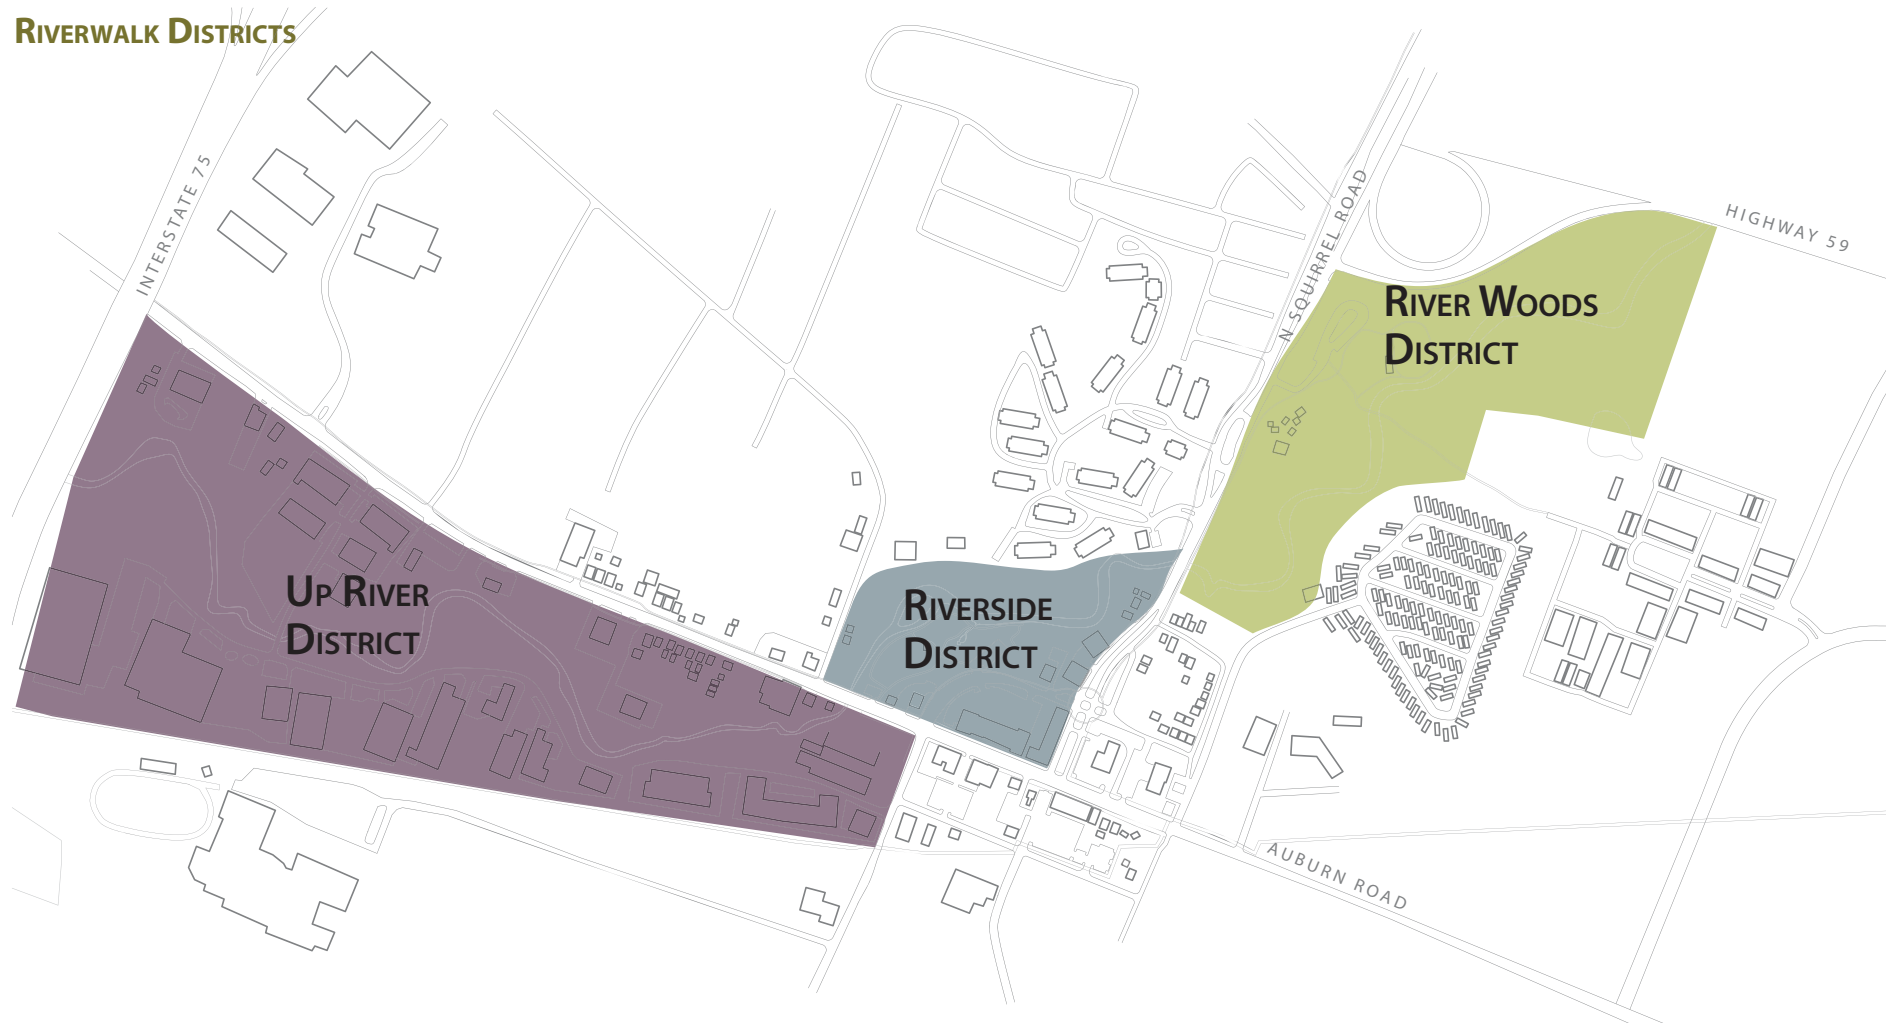 Riverwalk Districts
INTERSTATE 75
N SQUIRREL ROAD
HIGHWAY 59
River Woods
District
Up River
District
Riverside
District
AUBURN ROAD